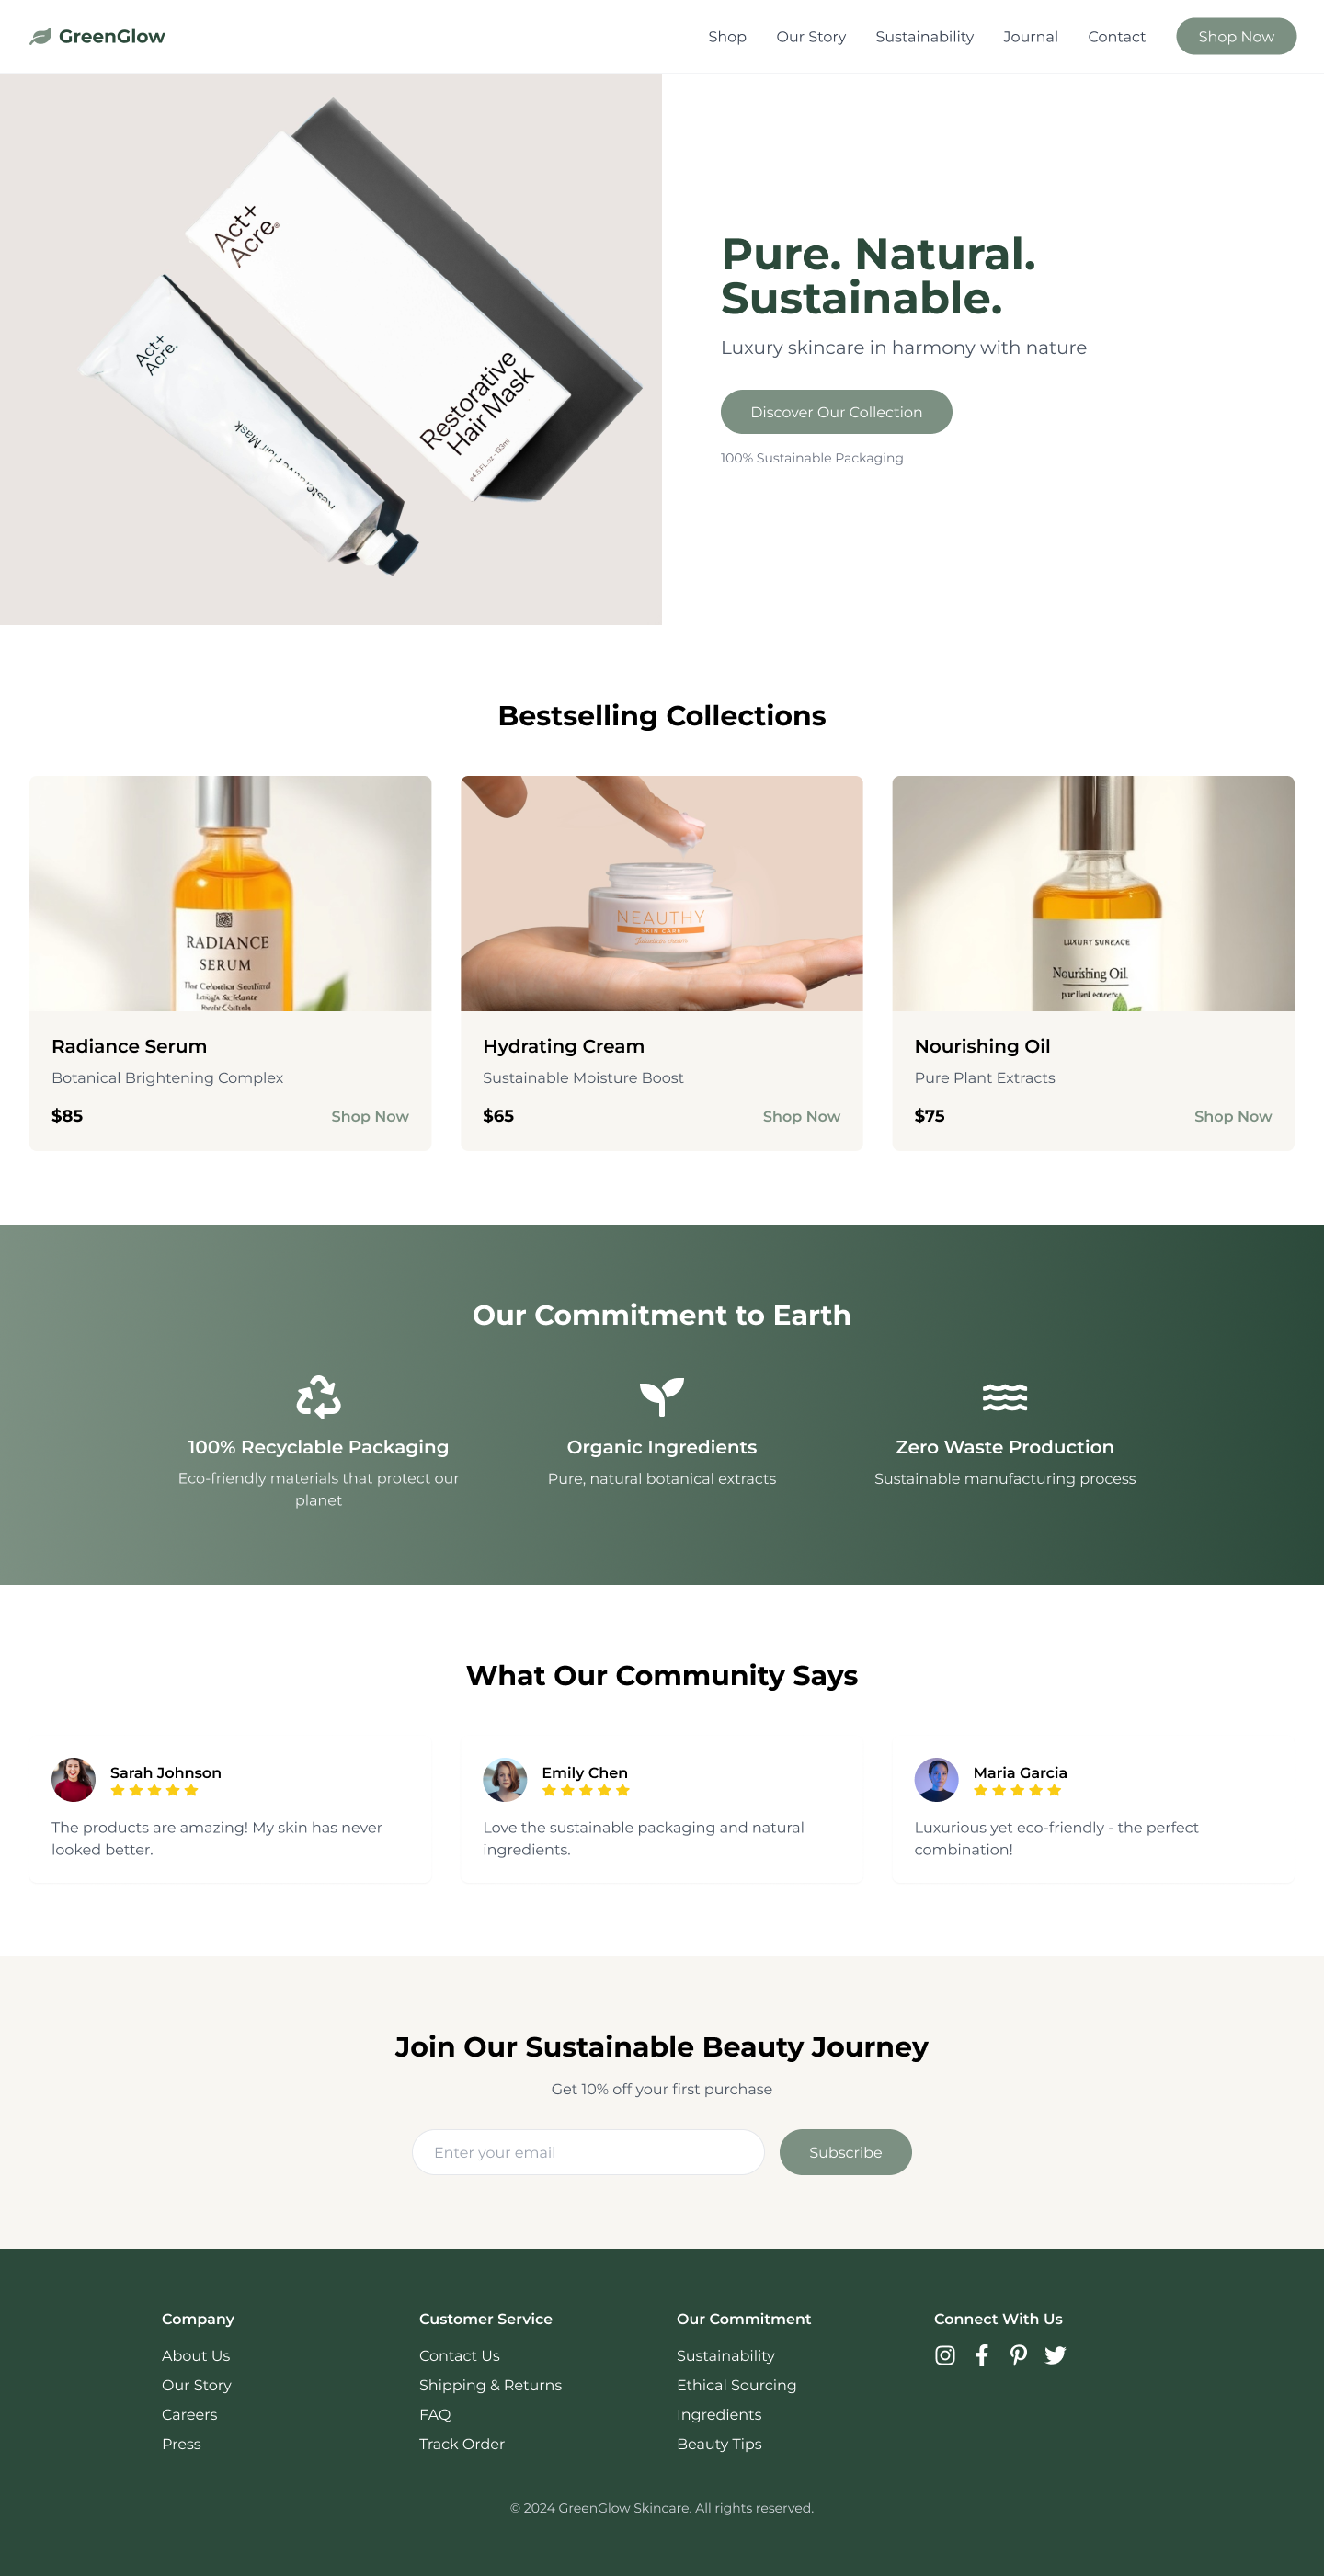 GreenGlow
Shop
Our Story
Sustainability
Journal
Contact
Shop Now
Act+
Acre®
Restorative
Hair Mask
Act+
Acre.
Restorative Hair Mask
Pure. Natural.
Sustainable.
Luxury skincare in harmony with nature
Discover Our Collection
100% Sustainable Packaging
Bestselling Collections
RADIANCE
SERUM
Radiance Serum
Botanical Brightening Complex
$85
Shop Now
NEAUTHY
SKIN CARE
Hydrating Cream
Sustainable Moisture Boost
$65
Shop Now
LUXURY
Nourishing Oil
Nourishing Oil
Pure Plant Extracts
$75
Shop Now
Our Commitment to Earth
100% Recyclable Packaging
Eco-friendly materials that protect our
planet
Organic Ingredients
Pure, natural botanical extracts
Zero Waste Production
Sustainable manufacturing process
What Our Community Says
Sarah Johnson
The products are amazing! My skin has never
looked better.
Emily Chen
Love the sustainable packaging and natural
ingredients.
Maria Garcia
Luxurious yet eco-friendly - the perfect
combination!
Join Our Sustainable Beauty Journey
Get 10% off your first purchase
Enter your email
Subscribe
Company
About Us
Our Story
Careers
Press
Customer Service
Contact Us
Shipping & Returns
FAQ
Track Order
Our Commitment
Sustainability
Ethical Sourcing
Ingredients
Beauty Tips
Connect With Us
© 2024 GreenGlow Skincare. All rights reserved.